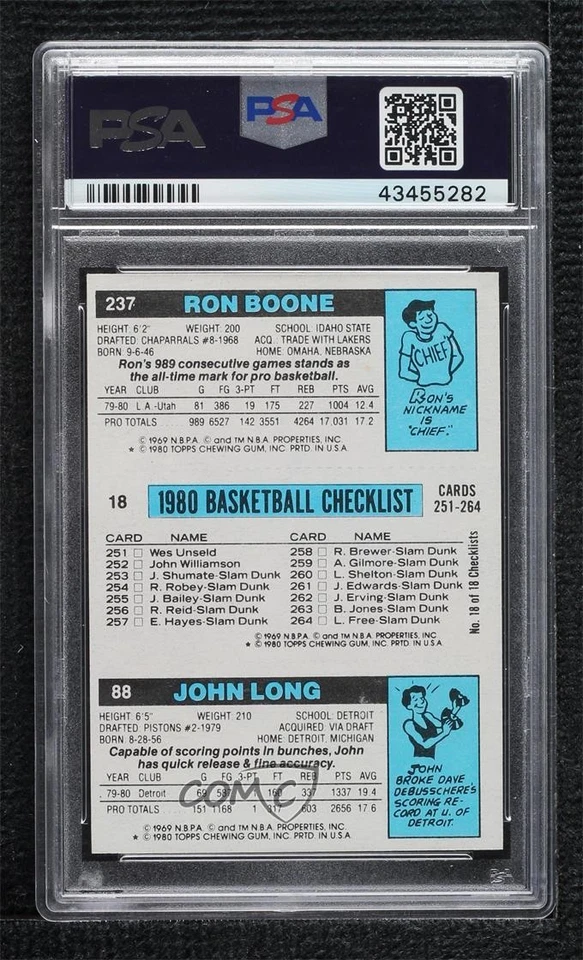 PSA PSA
43455282
237 RON BOONE
HEIGHT: 6'2" WEIGHT: 200 SCHOOL: IDAHO STATE
DRAFTED: CHAPARRALS #8-1968 ACQ.: TRADE WITH LAKERS
BORN: 9-6-46 HOME: OMAHA, NEBRASKA
Ron's 989 consecutive games stands as
the all-time mark for pro basketball.
YEAR CLUB G FG 3-PT FT REB PTS AVG
79-80 L.A.-Utah 81 386 19 175 227 1004 12.4
PRO TOTALS 989 6527 142 3551 4264 17,031 17.2
© 1969 N.B.P.A. © and TM N.B.A. PROPERTIES, INC.
* © 1980 TOPPS CHEWING GUM, INC. PRTD. IN U.S.A.
CHIEF
RON'S
NICKNAME
IS
"CHIEF."
18 1980 BASKETBALL CHECKLIST CARDS
251-264
CARD NAME CARD NAME
251 Wes Unseld 258 R. Brewer-Slam Dunk
252 John Williamson 259 A. Gilmore-Slam Dunk
253 J. Shumate-Slam Dunk 260 L. Shelton-Slam Dunk
254 R. Robey-Slam Dunk 261 J. Edwards-Slam Dunk
255 J. Bailey-Slam Dunk 262 J. Erving-Slam Dunk
256 R. Reid-Slam Dunk 263 B. Jones-Slam Dunk
257 E. Hayes-Slam Dunk 264 L. Free-Slam Dunk
No. 18 of 18 Checklists
© 1969 N.B.P.A. © and TM N.B.A. PROPERTIES, INC.
* © 1980 TOPPS CHEWING GUM, INC. PRTD. IN U.S.A.
88 JOHN LONG
HEIGHT: 6'5" WEIGHT: 210 SCHOOL: DETROIT
DRAFTED: PISTONS #2-1979 ACQUIRED: VIA DRAFT
BORN: 8-28-56 HOME: DETROIT, MICHIGAN
Capable of scoring points in bunches, John
has quick release & fine accuracy.
YEAR CLUB G FG 3-PT FT REB PTS AVG
79-80 Detroit 69 1 160 337 1337 19.4
PRO TOTALS 151 1168 1 317 603 2656 17.6
© 1969 N.B.P.A. © and TM N.B.A. PROPERTIES, INC.
* © 1980 TOPPS CHEWING GUM, INC. PRTD. IN U.S.A.
JOHN
BROKE DAVE
DEBUSSCHERE'S
SCORING RE-
CORD AT U. OF
DETROIT.
COMC